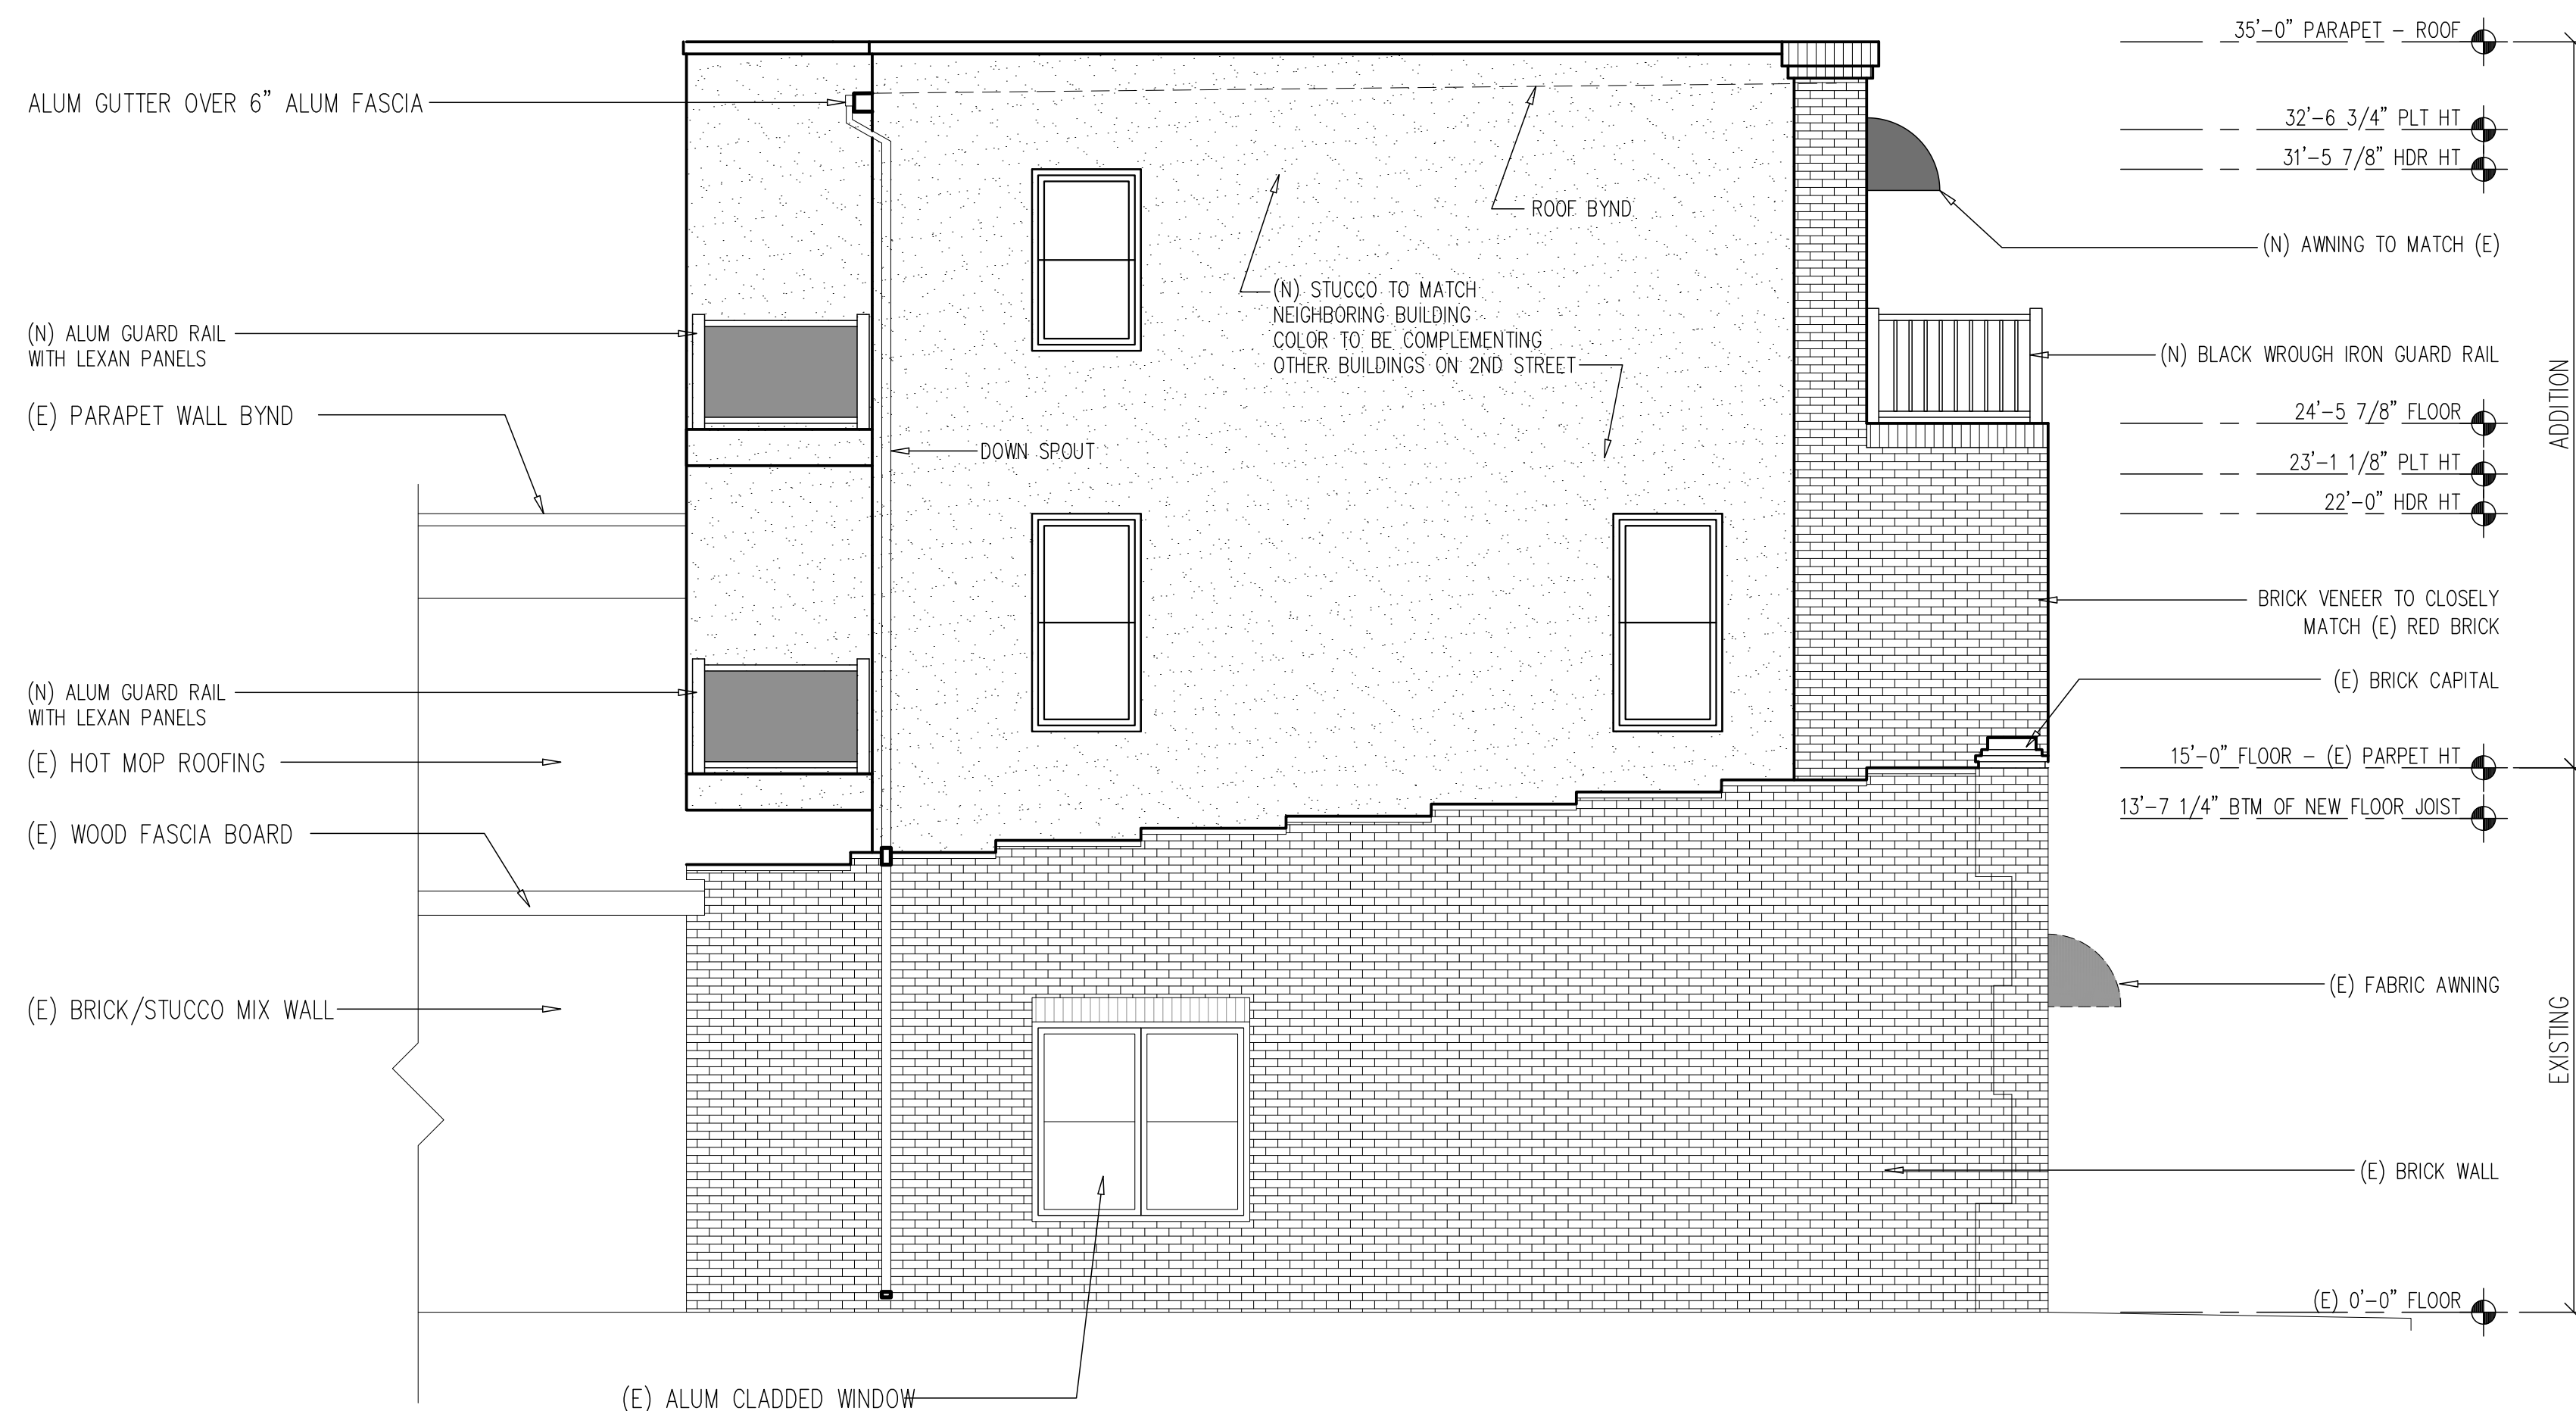 35'-0" PARAPET - ROOF
ALUM GUTTER OVER 6" ALUM FASCIA
32'-6 3/4" PLT HT
31'-5 7/8" HDR HT
ROOF BYND
(N) AWNING TO MATCH (E)
(N) STUCCO TO MATCH
NEIGHBORING BUILDING
COLOR TO BE COMPLEMENTING
OTHER BUILDINGS ON 2ND STREET
(N) ALUM GUARD RAIL
WITH LEXAN PANELS
(N) BLACK WROUGH IRON GUARD RAIL
(E) PARAPET WALL BYND
24'-5 7/8" FLOOR
ADDITION
DOWN SPOUT
23'-1 1/8" PLT HT
22'-0" HDR HT
BRICK VENEER TO CLOSELY
MATCH (E) RED BRICK
(N) ALUM GUARD RAIL
WITH LEXAN PANELS
(E) BRICK CAPITAL
(E) HOT MOP ROOFING
15'-0" FLOOR - (E) PARPET HT
13'-7 1/4" BTM OF NEW FLOOR JOIST
(E) WOOD FASCIA BOARD
(E) FABRIC AWNING
(E) BRICK/STUCCO MIX WALL
EXISTING
(E) BRICK WALL
(E) 0'-0" FLOOR
(E) ALUM CLADDED WINDOW